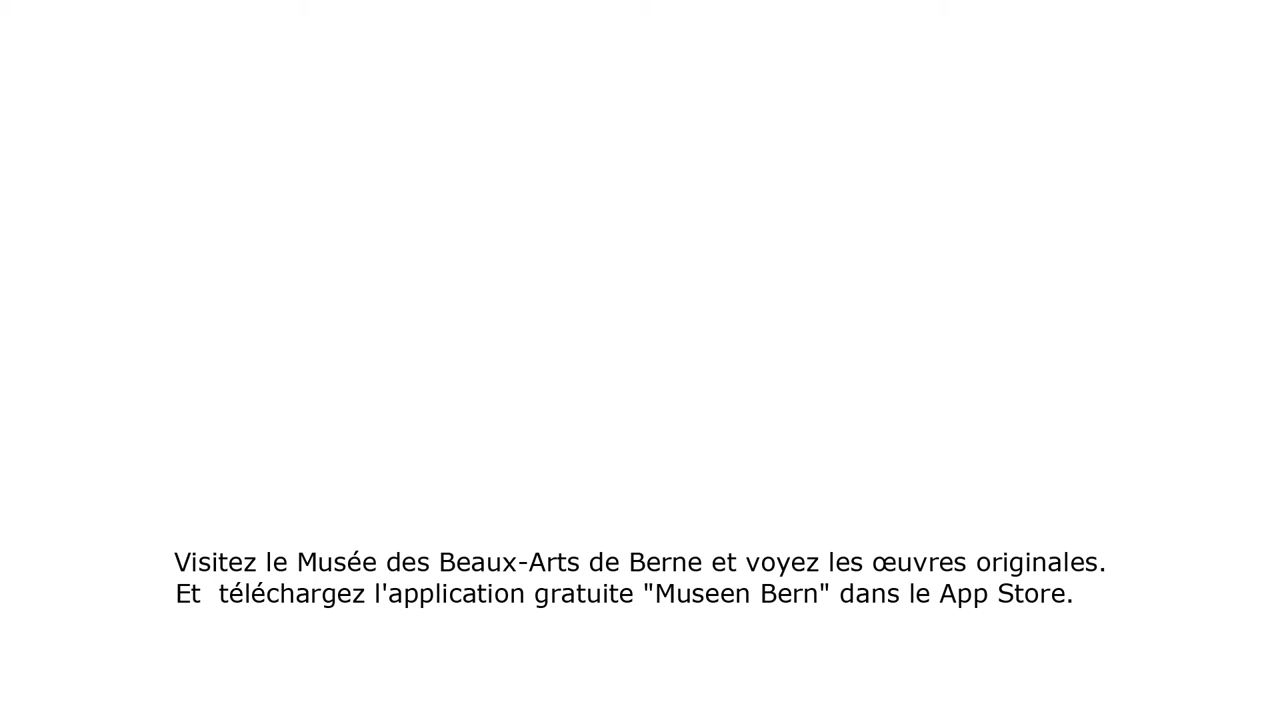 Visitez le Musée des Beaux-Arts de Berne et voyez les œuvres originales.
Et  téléchargez l'application gratuite "Museen Bern" dans le App Store.